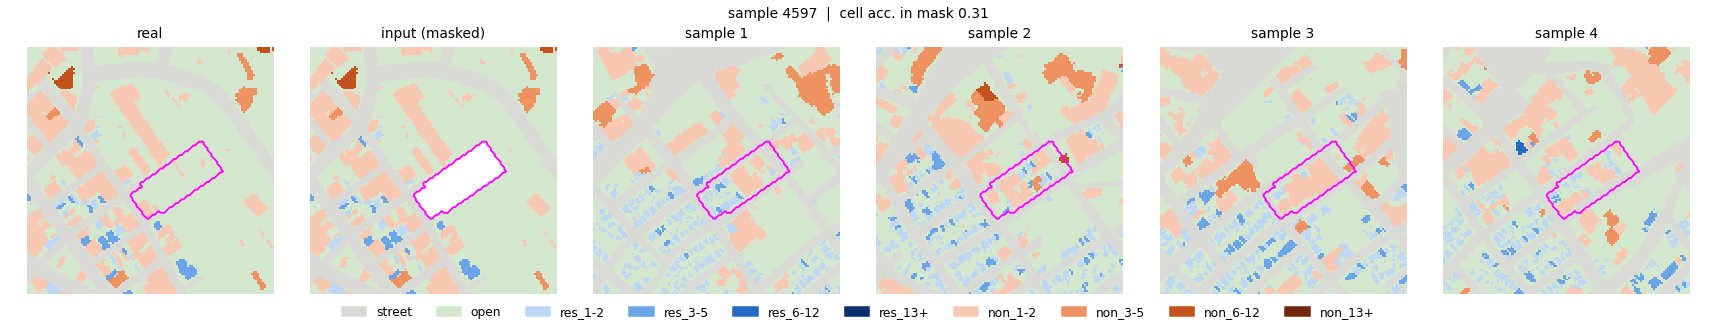 sample 4597 | cell acc. in mask 0.31
real
input (masked)
sample 1
sample 2
sample 3
sample 4
street
open
res_1-2
res_3-5
res_6-12
res_13+
non_1-2
non_3-5
non_6-12
non_13+